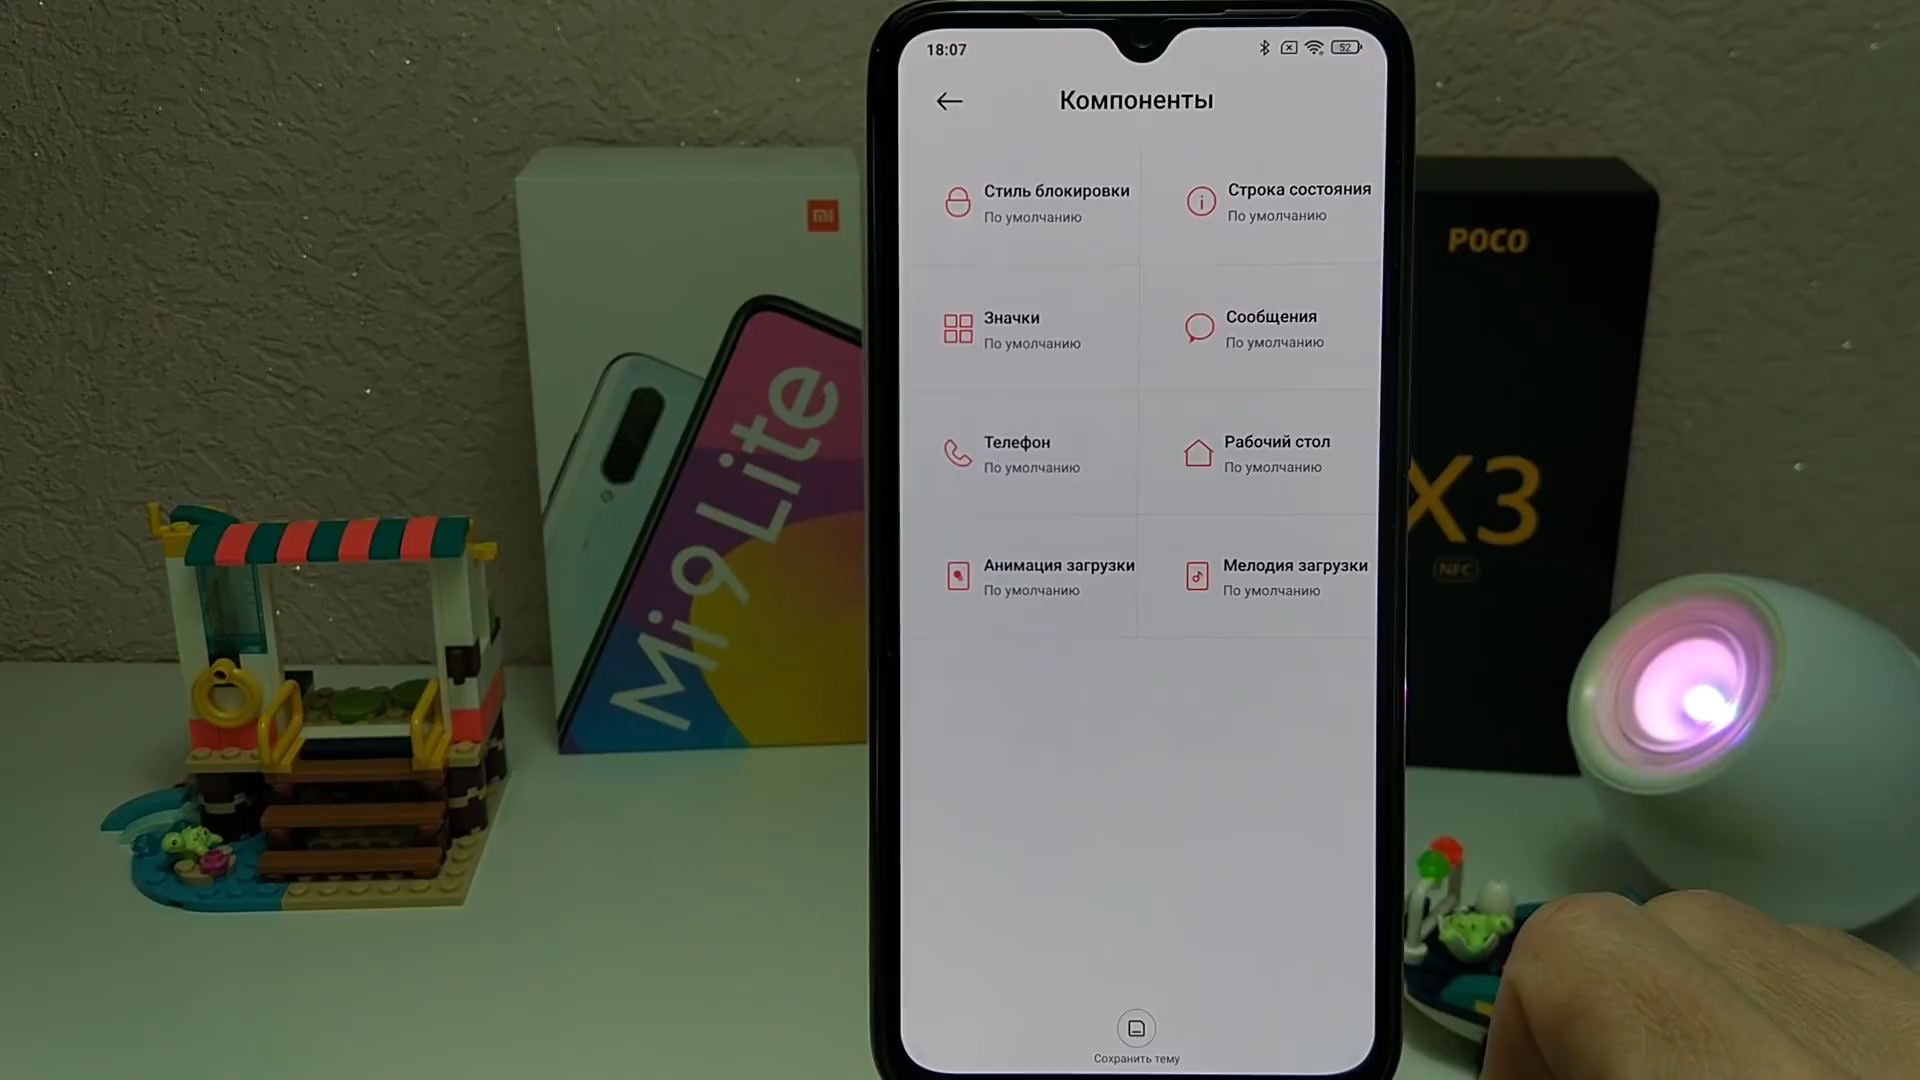 18:07
52
Компоненты
Стиль блокировки
По умолчанию
Строка состояния
По умолчанию
Значки
По умолчанию
Сообщения
По умолчанию
Телефон
По умолчанию
Рабочий стол
По умолчанию
Анимация загрузки
По умолчанию
Мелодия загрузки
По умолчанию
Сохранить тему
mi
Mi 9 Lite
POCO
X3
NFC